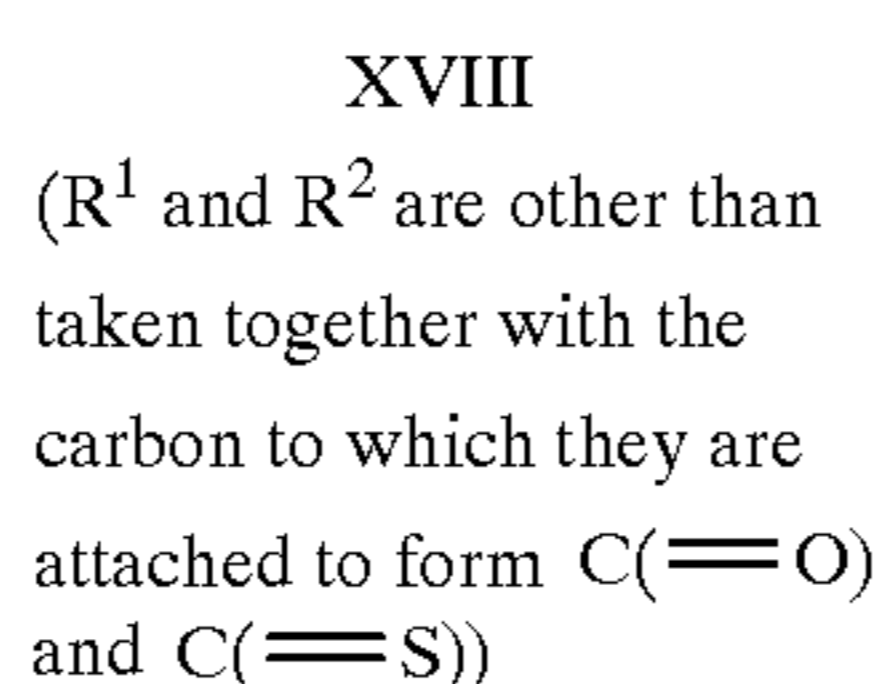 XVIII
(R¹ and R² are other than
taken together with the
carbon to which they are
attached to form C(=O)
and C(=S))